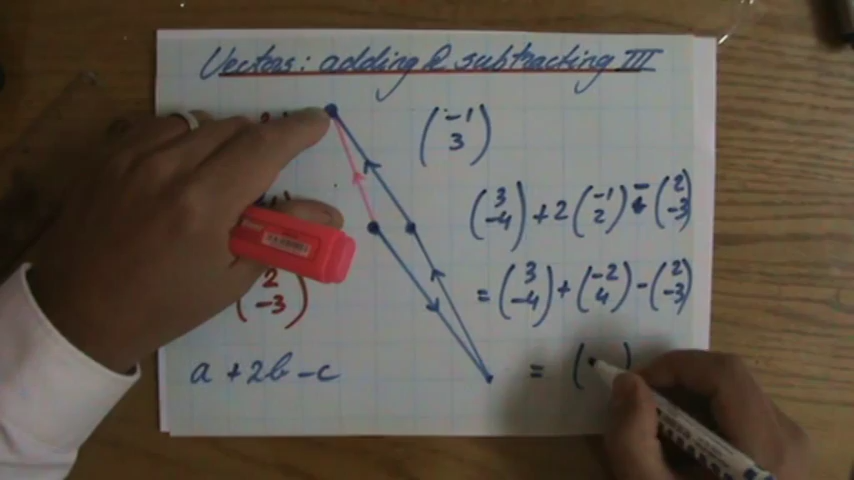 Vectors: adding & subtracting III
(-1
3)
(3
-4) + 2 (-1
2) - (2
-3)
= (3
-4) + (-2
4) - (2
-3)
(2
-3)
a + 2b - c
= (